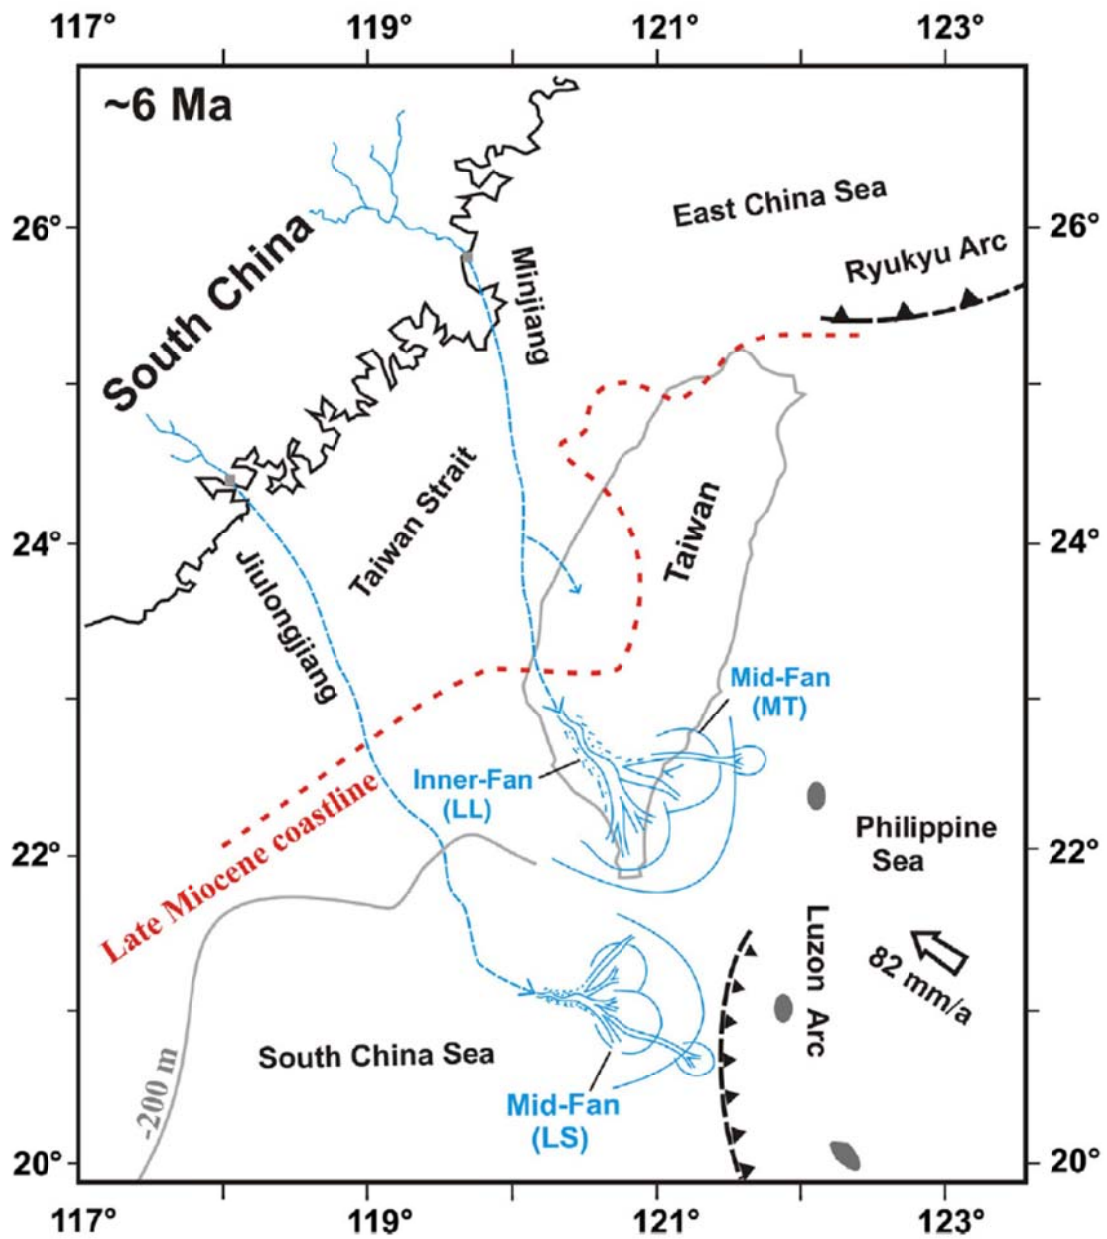 117° 119° 121° 123°
~6 Ma
East China Sea
26° 26°
South China
Minjiang
Ryukyu Arc
Taiwan Strait
Taiwan
24° 24°
Jiulongjiang
Mid-Fan
(MT)
Inner-Fan
(LL)
Late Miocene coastline
Philippine
Sea
22° 22°
Luzon Arc
82 mm/a
South China Sea
-200 m
Mid-Fan
(LS)
20° 20°
117° 119° 121° 123°